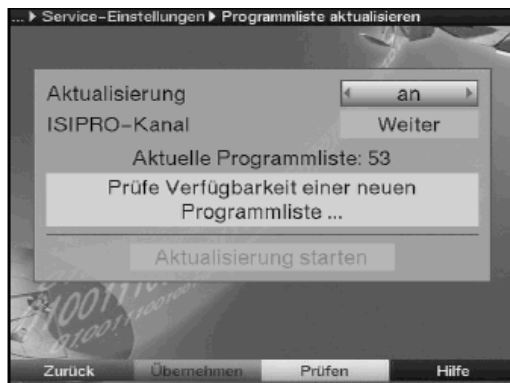 ... ▶ Service-Einstellungen ▶ Programmliste aktualisieren
Aktualisierung
an
ISIPRO-Kanal
Weiter
Aktuelle Programmliste: 53
Prüfe Verfügbarkeit einer neuen
Programmliste ...
Aktualisierung starten
Zurück
Übernehmen
Prüfen
Hilfe